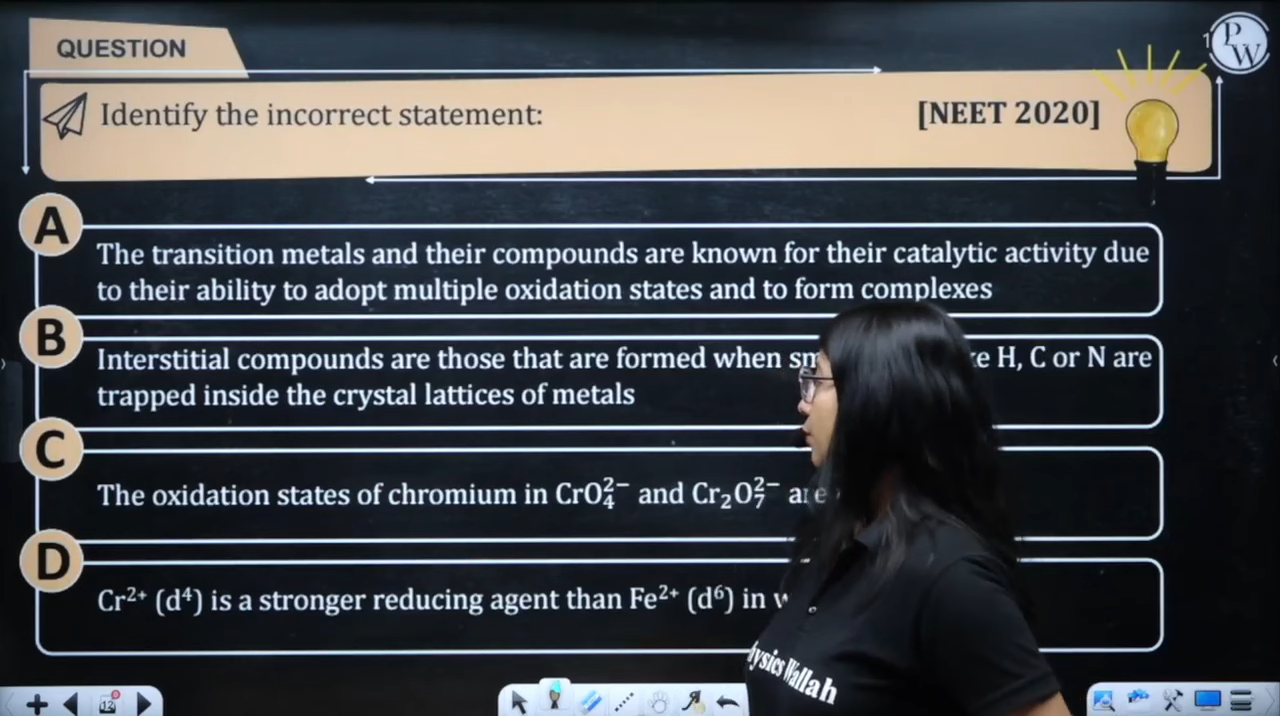 QUESTION
PW
Identify the incorrect statement: [NEET 2020]
A
The transition metals and their compounds are known for their catalytic activity due
to their ability to adopt multiple oxidation states and to form complexes
B
Interstitial compounds are those that are formed when H, C or N are
trapped inside the crystal lattices of metals
C
The oxidation states of chromium in CrO₄²⁻ and Cr₂O₇²⁻ are
D
Cr²⁺ (d⁴) is a stronger reducing agent than Fe²⁺ (d⁶) in
Physics Wallah
12